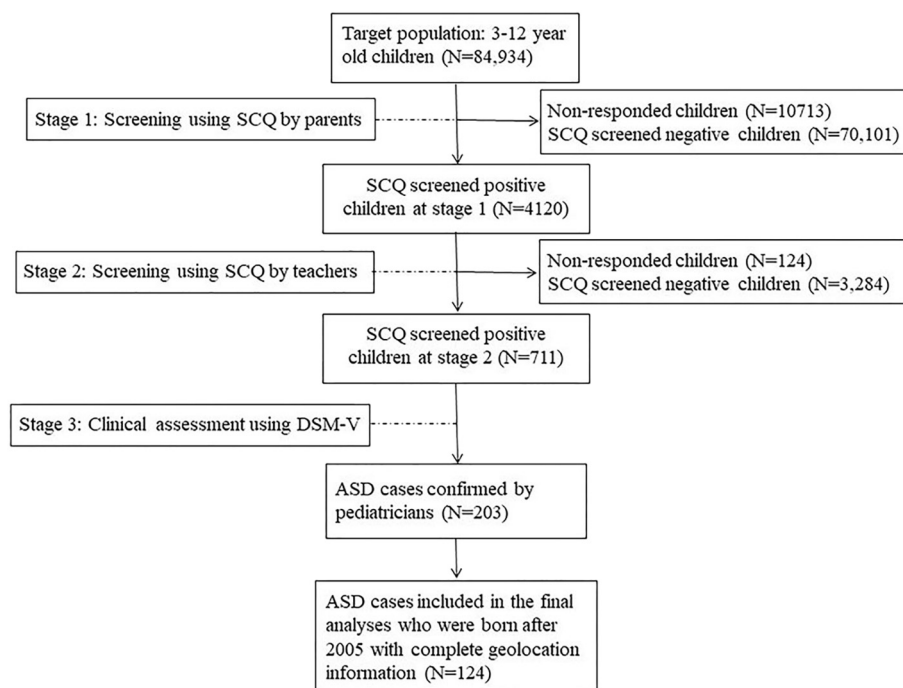 Target population: 3-12 year
old children (N=84,934)
Stage 1: Screening using SCQ by parents
Non-responded children (N=10713)
SCQ screened negative children (N=70,101)
SCQ screened positive
children at stage 1 (N=4120)
Stage 2: Screening using SCQ by teachers
Non-responded children (N=124)
SCQ screened negative children (N=3,284)
SCQ screened positive
children at stage 2 (N=711)
Stage 3: Clinical assessment using DSM-V
ASD cases confirmed by
pediatricians (N=203)
ASD cases included in the final
analyses who were born after
2005 with complete geolocation
information (N=124)